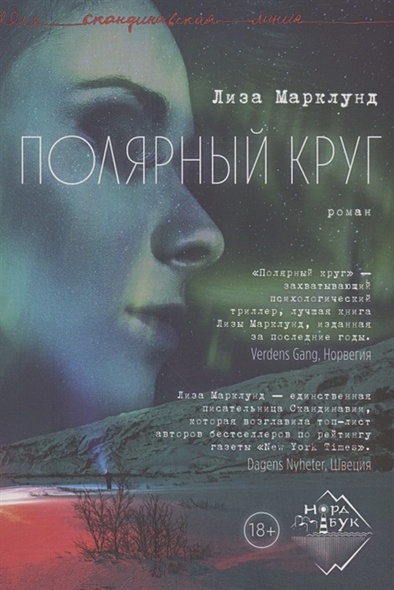 скандинавская линия
Лиза Марклунд
ПОЛЯРНЫЙ КРУГ
роман
«Полярный круг» —
захватывающий
психологический
триллер, лучшая книга
Лизы Марклунд, изданная
за последние годы.
Verdens Gang, Норвегия
Лиза Марклунд — единственная
писательница Скандинавии,
которая возглавила топ-лист
авторов бестселлеров по рейтингу
газеты «New York Times».
Dagens Nyheter, Швеция
18+
НОРД
БУК